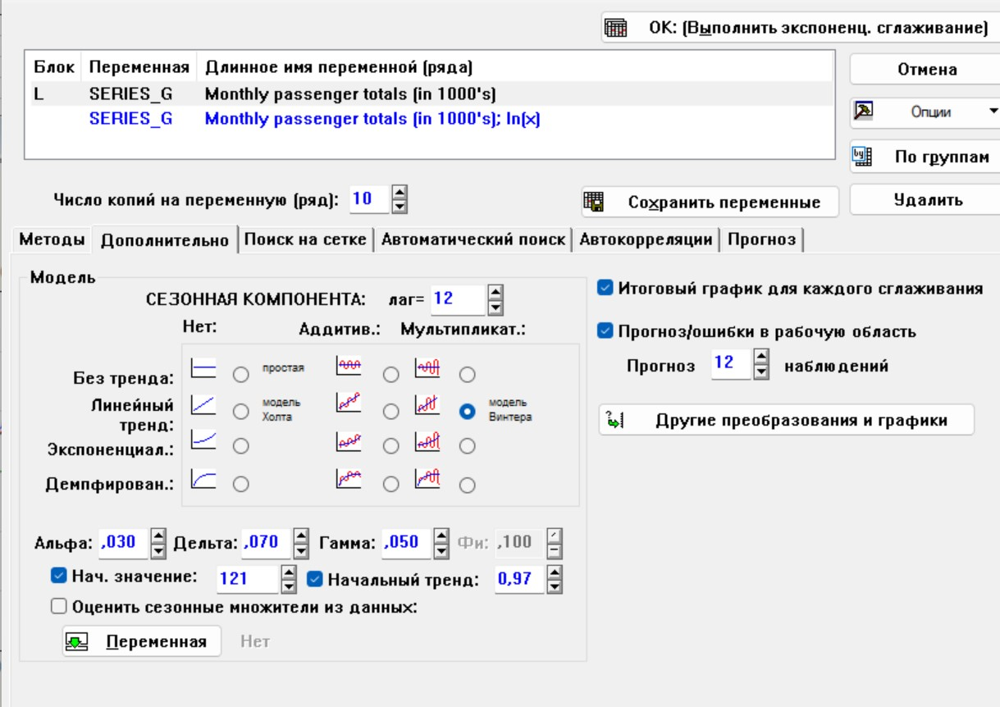 OK: (Выполнить экспоненц. сглаживание)
Блок Переменная Длинное имя переменной (ряда)
L SERIES_G Monthly passenger totals (in 1000's)
SERIES_G Monthly passenger totals (in 1000's); ln(x)
Отмена
Опции
По группам
Число копий на переменную (ряд): 10
Сохранить переменные
Удалить
Методы Дополнительно Поиск на сетке Автоматический поиск Автокорреляции Прогноз
Модель
СЕЗОННАЯ КОМПОНЕНТА: лаг= 12
Нет: Аддитив.: Мультипликат.:
Без тренда: простая
Линейный тренд: модель Холта модель Винтера
Экспоненциал.:
Демпфирован.:
Альфа: ,030 Дельта: ,070 Гамма: ,050 Фи: ,100
Нач. значение: 121 Начальный тренд: 0,97
Оценить сезонные множители из данных:
Переменная Нет
Итоговый график для каждого сглаживания
Прогноз/ошибки в рабочую область
Прогноз 12 наблюдений
Другие преобразования и графики